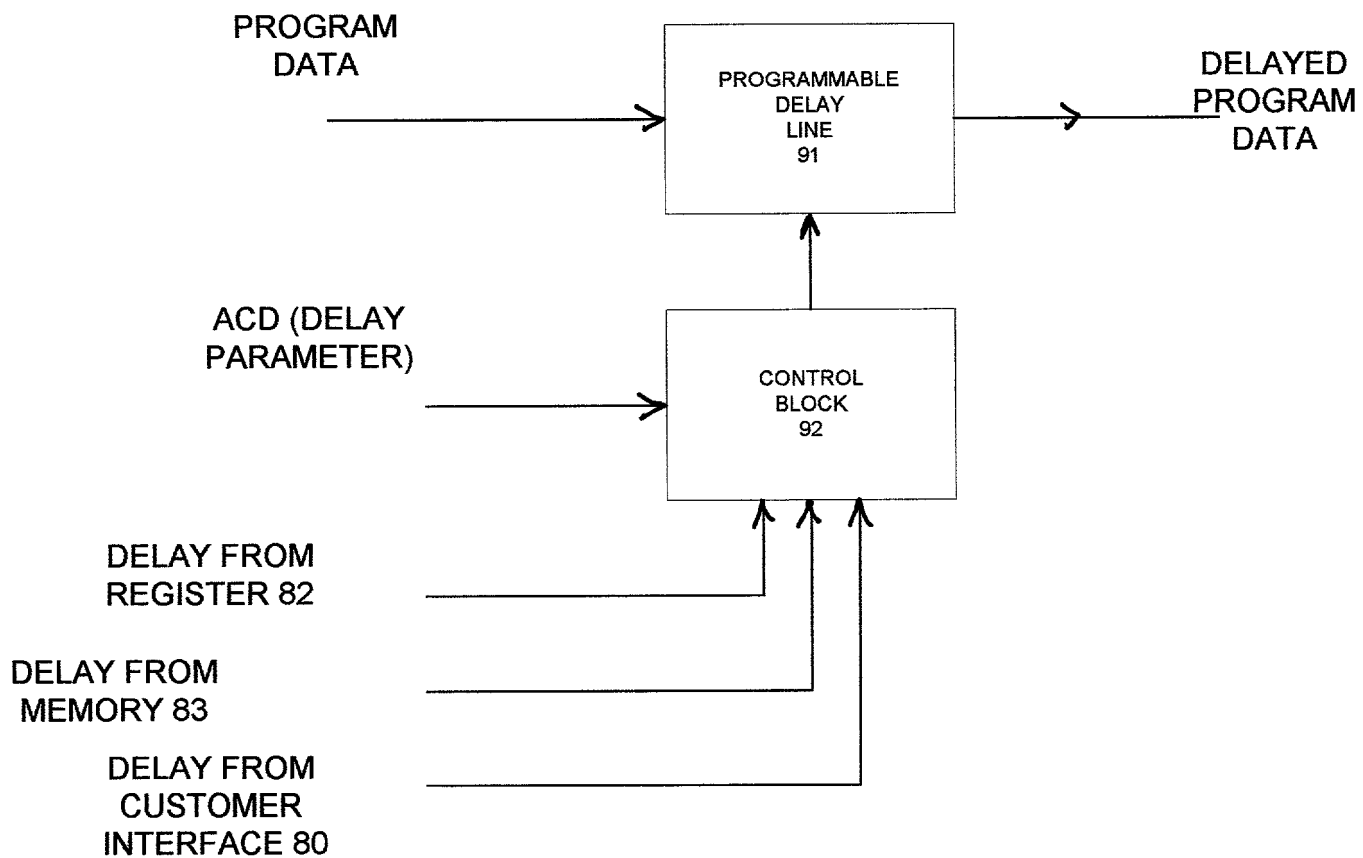 PROGRAM
DATA
PROGRAMMABLE
DELAY
LINE
91
DELAYED
PROGRAM
DATA
ACD (DELAY
PARAMETER)
CONTROL
BLOCK
92
DELAY FROM
REGISTER 82
DELAY FROM
MEMORY 83
DELAY FROM
CUSTOMER
INTERFACE 80